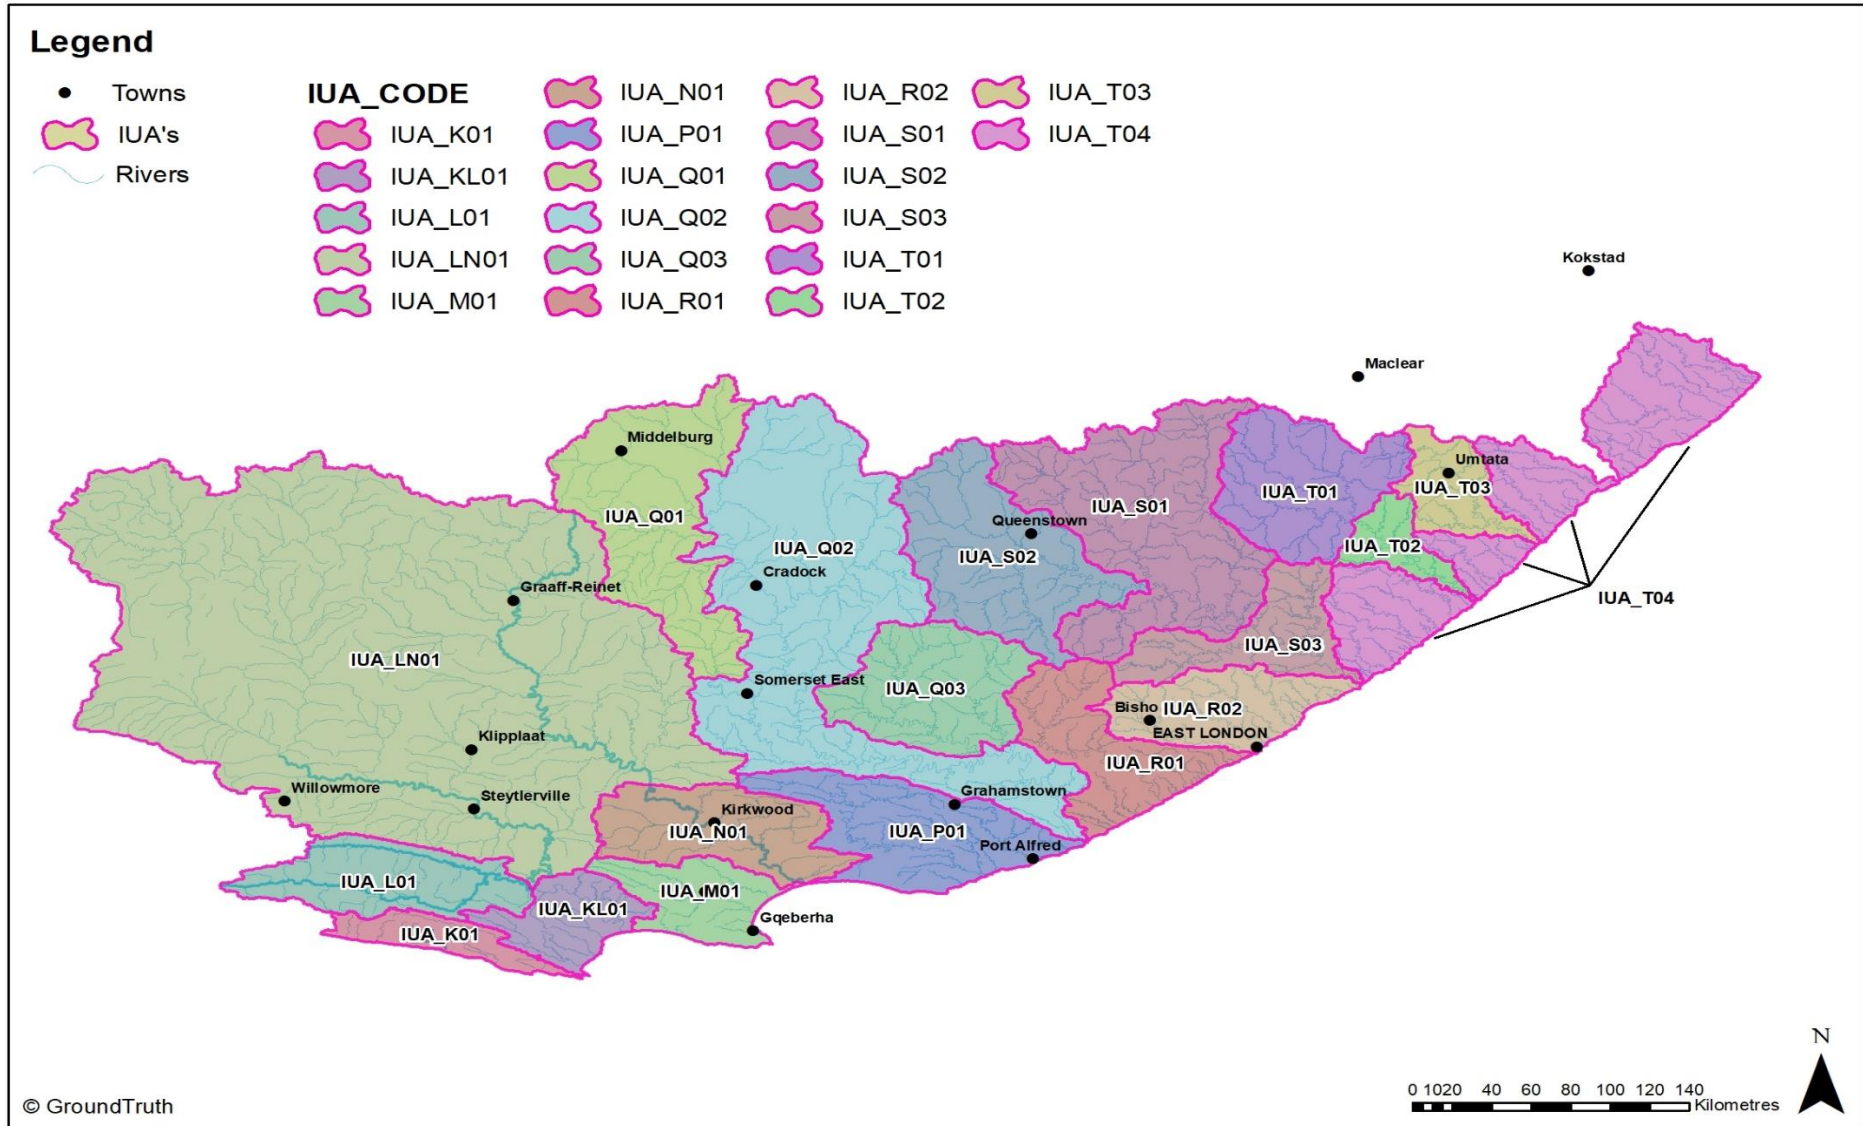 Legend
Towns
IUA's
Rivers
IUA_CODE
IUA_K01
IUA_KL01
IUA_L01
IUA_LN01
IUA_M01
IUA_N01
IUA_P01
IUA_Q01
IUA_Q02
IUA_Q03
IUA_R01
IUA_R02
IUA_S01
IUA_S02
IUA_S03
IUA_T01
IUA_T02
IUA_T03
IUA_T04
Kokstad
Maclear
Middelburg
Umtata
IUA_T03
IUA_T01
IUA_S01
IUA_Q01
Queenstown
IUA_S02
IUA_T02
IUA_Q02
Cradock
Graaff-Reinet
IUA_T04
IUA_S03
IUA_LN01
Somerset East
IUA_Q03
Bisho
IUA_R02
EAST LONDON
Klipplaat
IUA_R01
Willowmore
Steytlerville
Grahamstown
Kirkwood
IUA_N01
IUA_P01
Port Alfred
IUA_L01
IUA_M01
IUA_KL01
Gqeberha
IUA_K01
N
0 1020 40 60 80 100 120 140
Kilometres
© GroundTruth